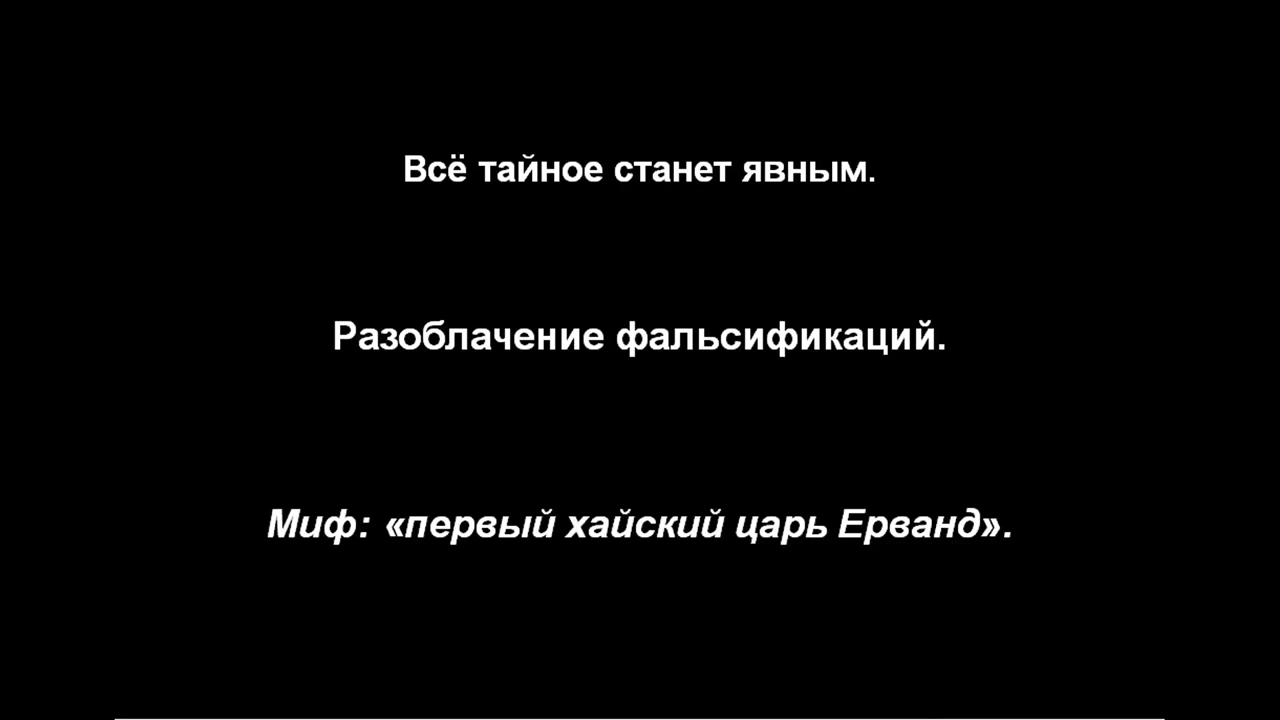 Всё тайное станет явным.
Разоблачение фальсификаций.
Миф: «первый хайский царь Ерванд».